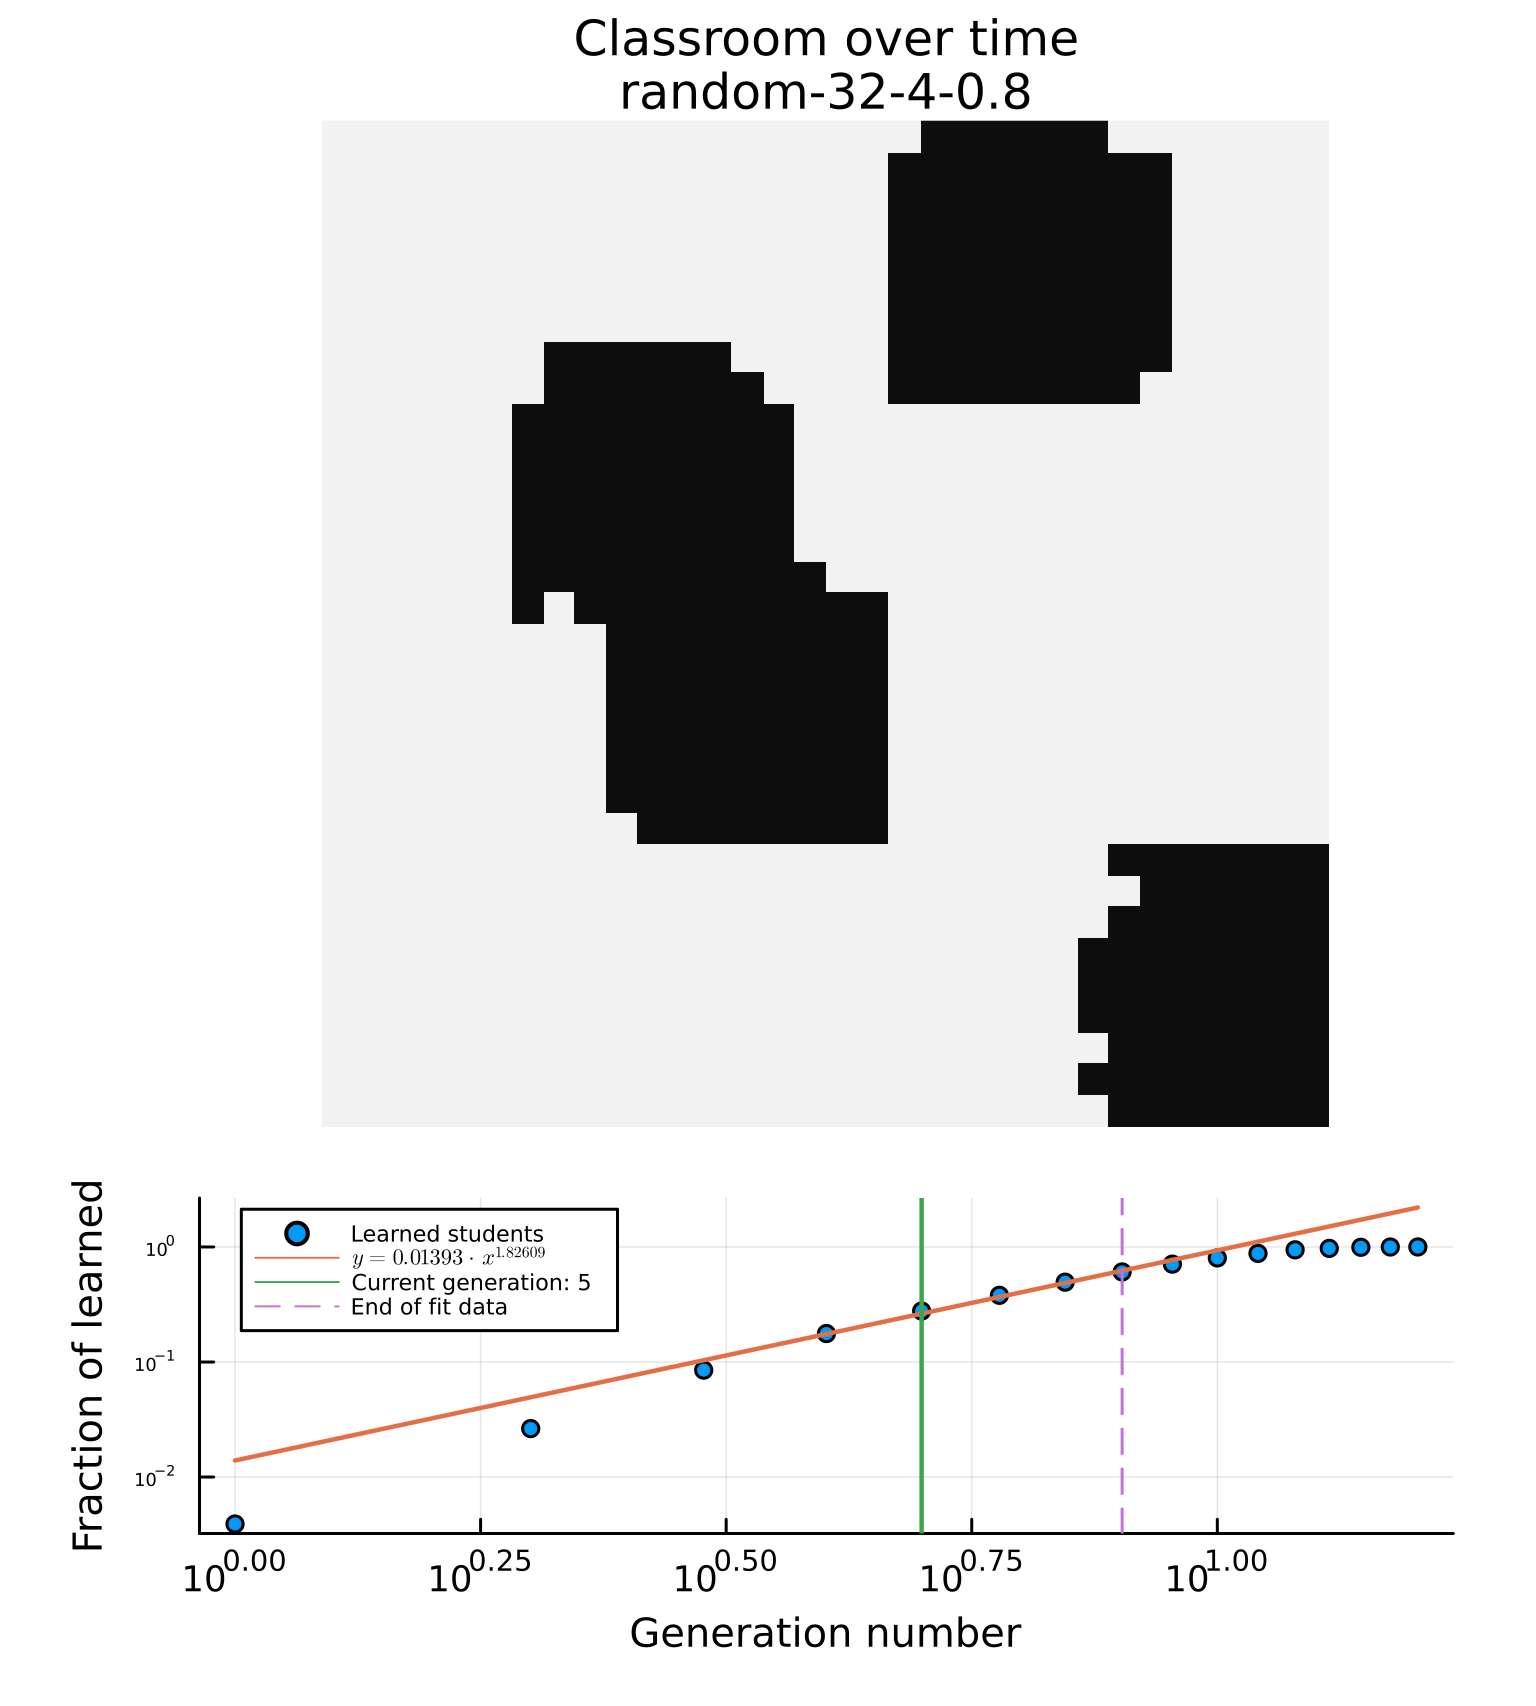 Classroom over time
random-32-4-0.8
Fraction of learned
10^0
10^−1
10^−2
Learned students
y = 0.01393 · x^1.82609
Current generation: 5
End of fit data
10^0.00 10^0.25 10^0.50 10^0.75 10^1.00
Generation number